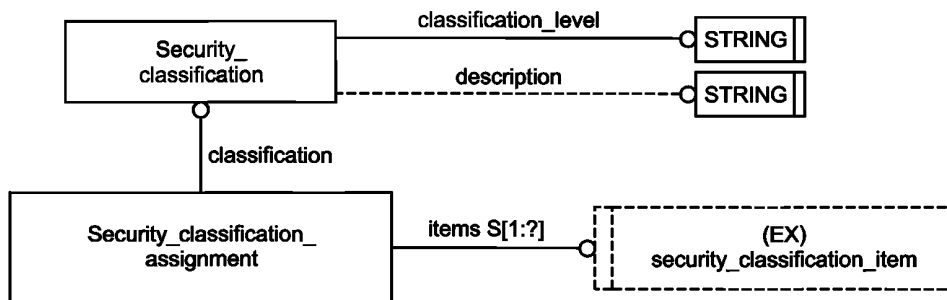 classification_level
STRING
Security_
classification
description
STRING
classification
Security_classification_
assignment
items S[1:?]
(EX)
security_classification_item